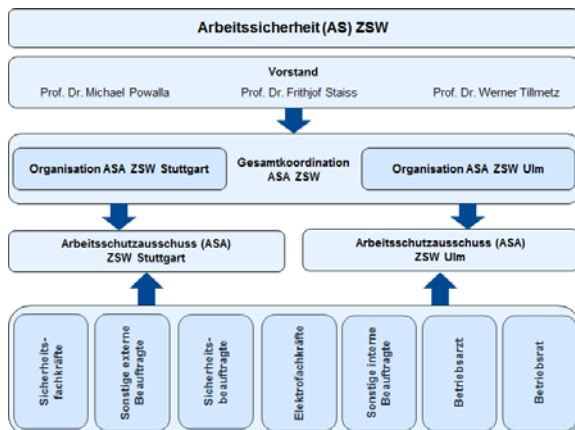 Arbeitssicherheit (AS) ZSW
Vorstand
Prof. Dr. Michael Powalla Prof. Dr. Frithjof Staiss Prof. Dr. Werner Tillmetz
Organisation ASA ZSW Stuttgart
Gesamtkoordination
ASA ZSW
Organisation ASA ZSW Ulm
Arbeitsschutzausschuss (ASA)
ZSW Stuttgart
Arbeitsschutzausschuss (ASA)
ZSW Ulm
Sicherheits-
fachkräfte
Sonstige externe
Beauftragte
Sicherheits-
beauftragte
Elektrofachkräfte
Sonstige interne
Beauftragte
Betriebsarzt
Betriebsrat